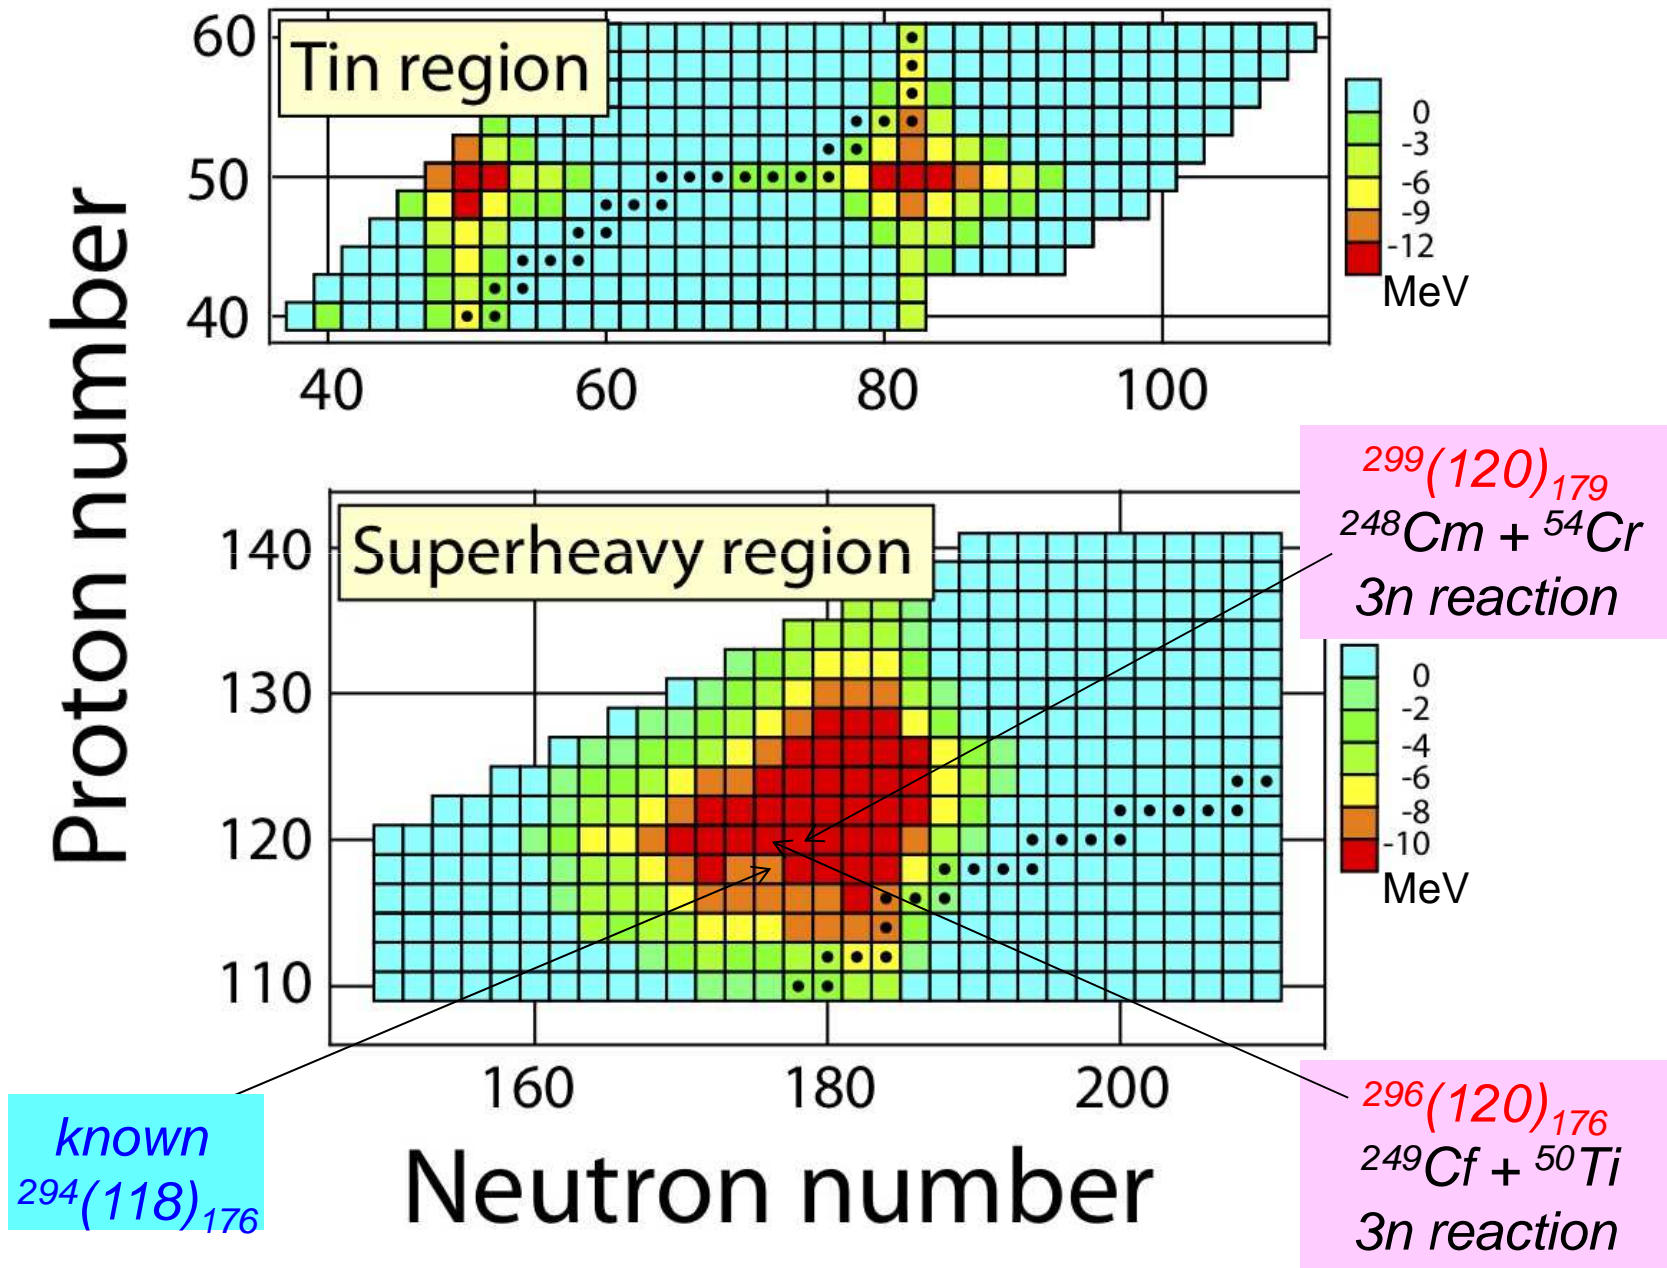 Proton number
60
50
40
Tin region
40
60
80
100
0
-3
-6
-9
-12
MeV
140
130
120
110
Superheavy region
160
180
200
Neutron number
299(120)179
248Cm + 54Cr
3n reaction
0
-2
-4
-6
-8
-10
MeV
known
294(118)176
296(120)176
249Cf + 50Ti
3n reaction